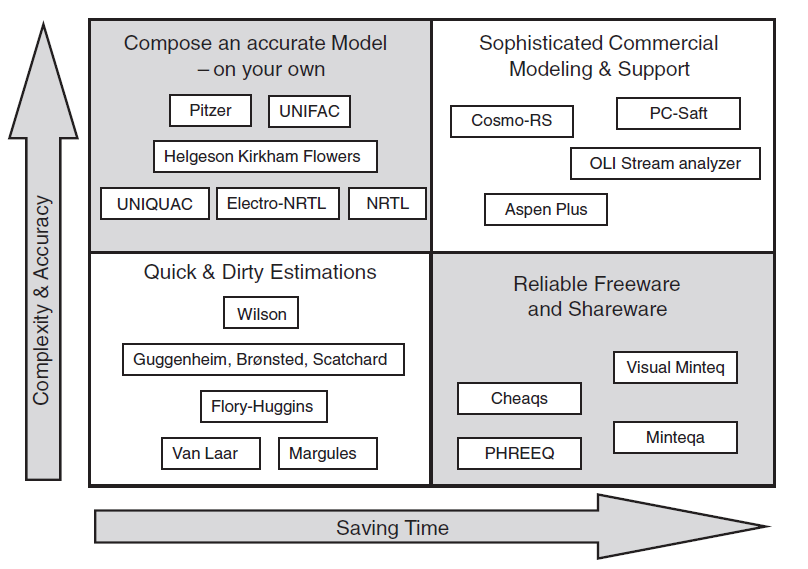 Complexity & Accuracy
Compose an accurate Model
– on your own
Pitzer
UNIFAC
Helgeson Kirkham Flowers
UNIQUAC
Electro-NRTL
NRTL
Sophisticated Commercial
Modeling & Support
Cosmo-RS
PC-Saft
OLI Stream analyzer
Aspen Plus
Quick & Dirty Estimations
Wilson
Guggenheim, Brønsted, Scatchard
Flory-Huggins
Van Laar
Margules
Reliable Freeware
and Shareware
Visual Minteq
Cheaqs
Minteqa
PHREEQ
Saving Time